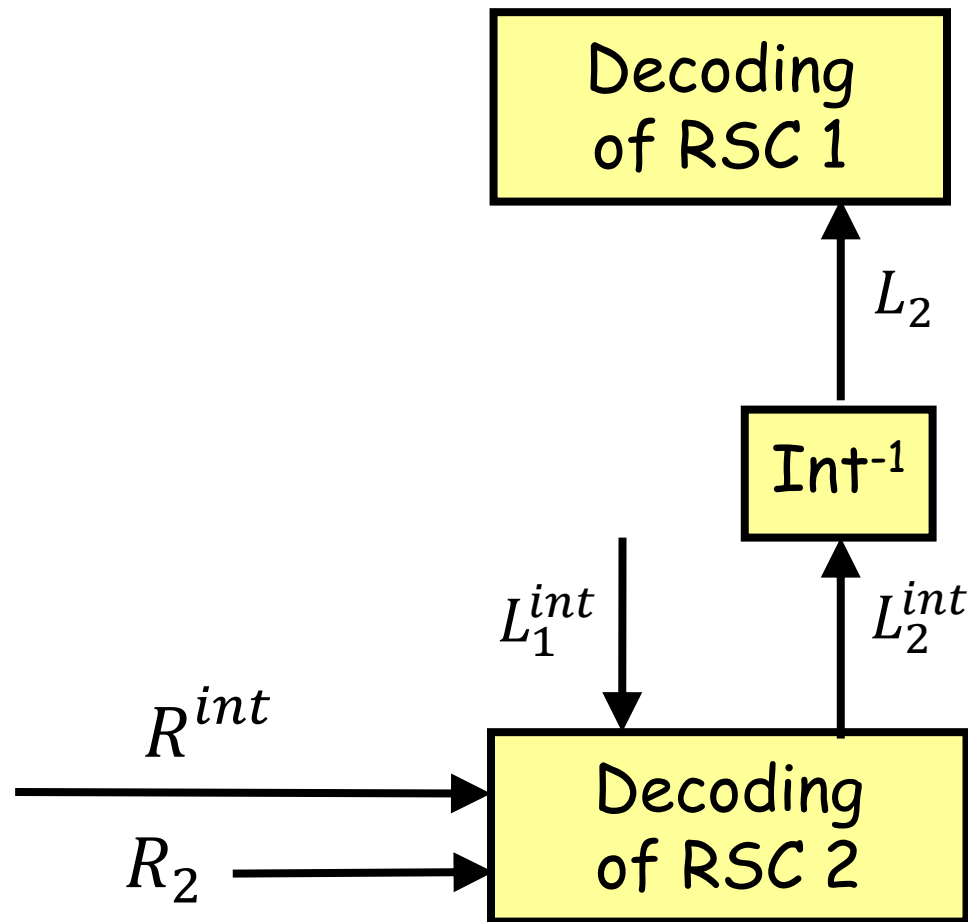 Decoding
of RSC 1
L₂
Int⁻¹
L₁ⁱⁿᵗ
L₂ⁱⁿᵗ
Rⁱⁿᵗ
R₂
Decoding
of RSC 2